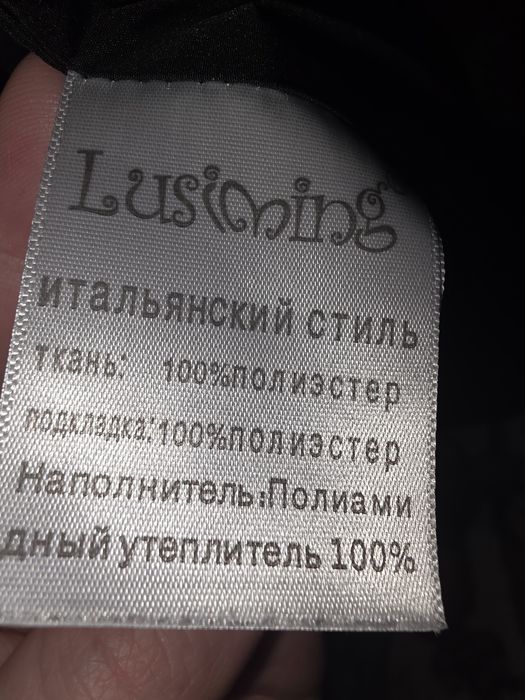 Lusiming
итальянский стиль
ткань: 100%полиэстер
подкладка:100%полиэстер
Наполнитель:Полиами
дный утеплитель 100%